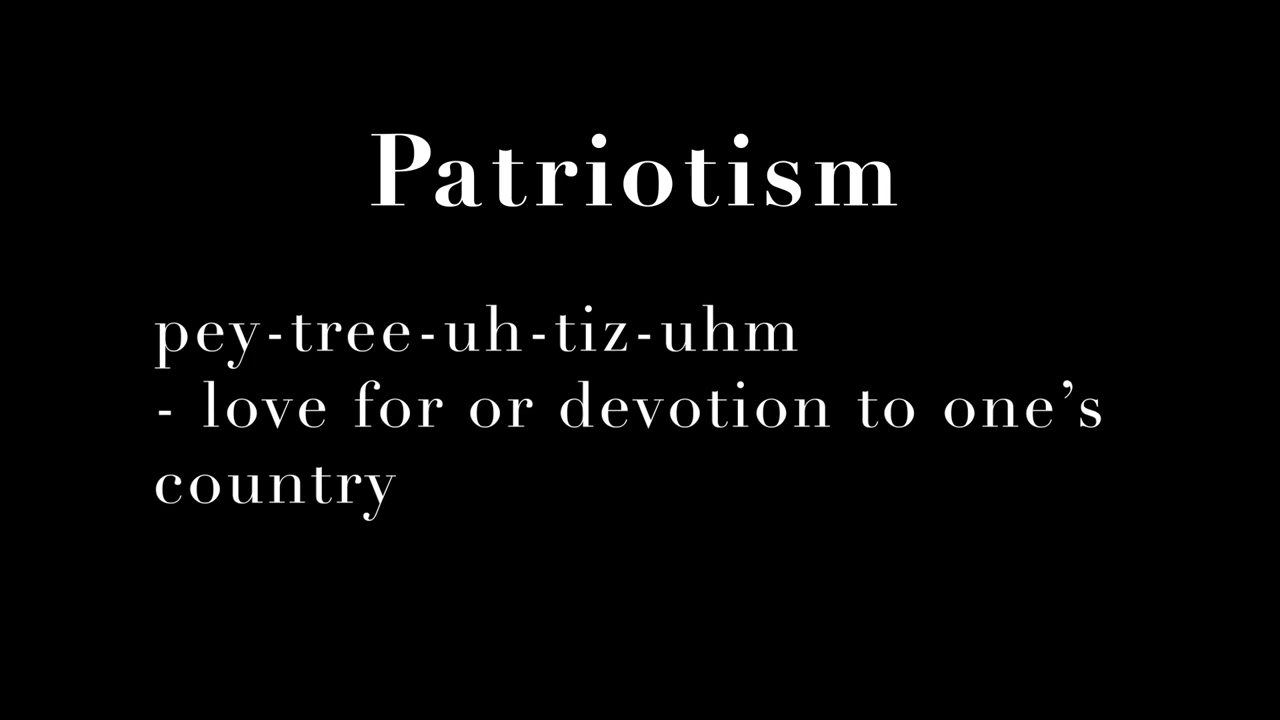 Patriotism
pey-tree-uh-tiz-uhm
- love for or devotion to one’s
country